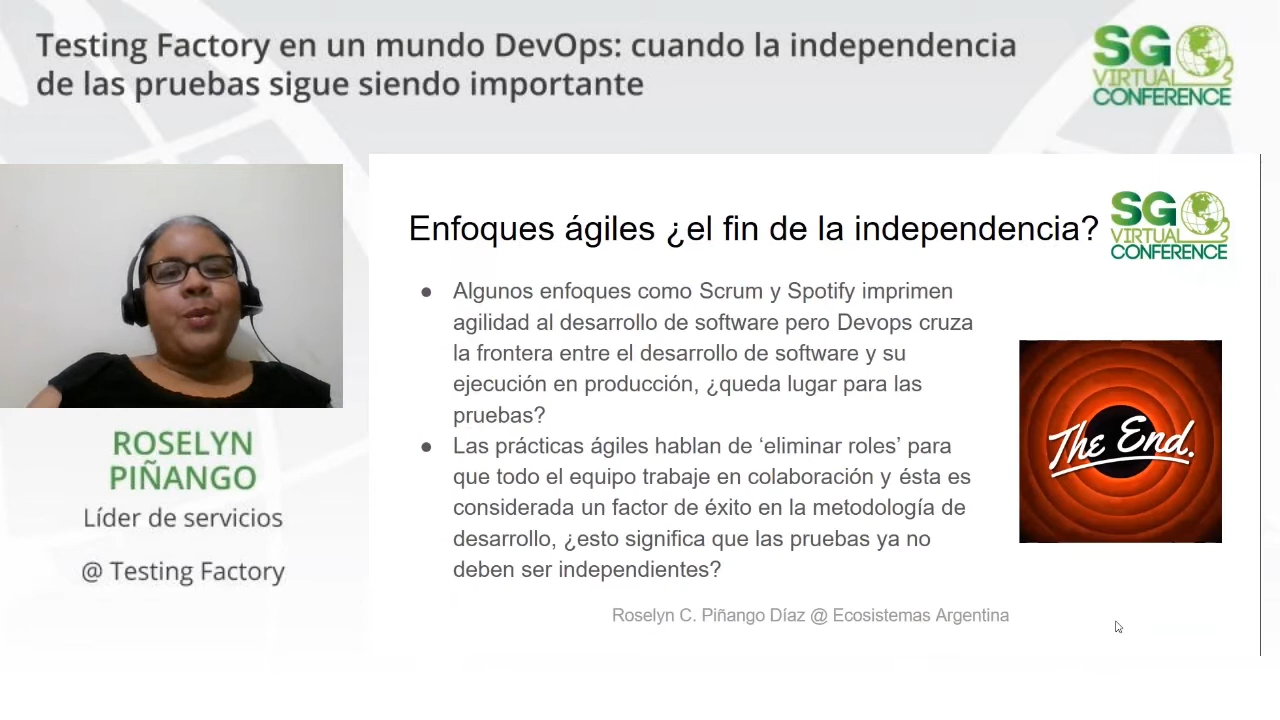 Testing Factory en un mundo DevOps: cuando la independencia
de las pruebas sigue siendo importante
SG
VIRTUAL
CONFERENCE
Enfoques ágiles ¿el fin de la independencia?
SG
VIRTUAL
CONFERENCE
● Algunos enfoques como Scrum y Spotify imprimen
agilidad al desarrollo de software pero Devops cruza
la frontera entre el desarrollo de software y su
ejecución en producción, ¿queda lugar para las
pruebas?
● Las prácticas ágiles hablan de ‘eliminar roles’ para
que todo el equipo trabaje en colaboración y ésta es
considerada un factor de éxito en la metodología de
desarrollo, ¿esto significa que las pruebas ya no
deben ser independientes?
The End.
Roselyn C. Piñango Díaz @ Ecosistemas Argentina
ROSELYN
PIÑANGO
Líder de servicios
@ Testing Factory